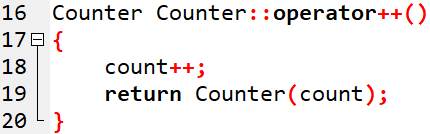 16 Counter Counter::operator++()
17 {
18     count++;
19     return Counter(count);
20 }